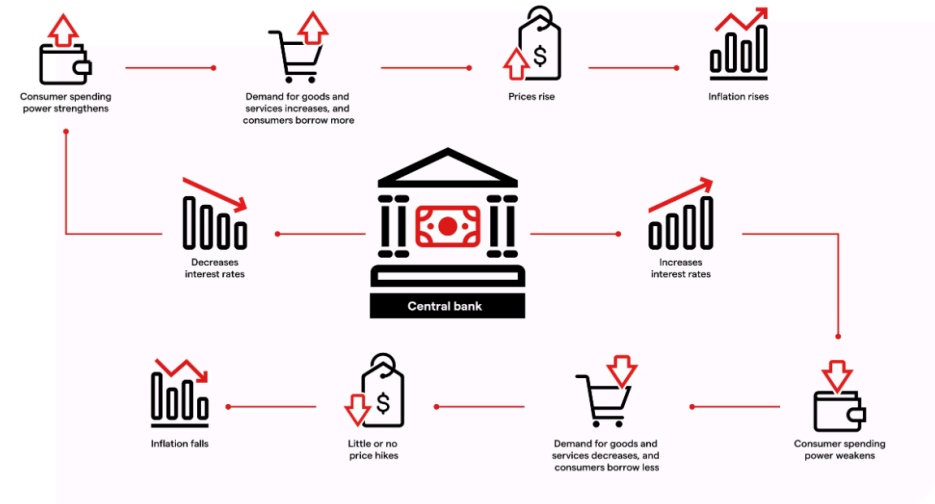 Consumer spending
power strengthens
Demand for goods and
services increases, and
consumers borrow more
$
Prices rise
Inflation rises
Decreases
interest rates
Central bank
Increases
interest rates
Inflation falls
$
Little or no
price hikes
Demand for goods and
services decreases, and
consumers borrow less
Consumer spending
power weakens